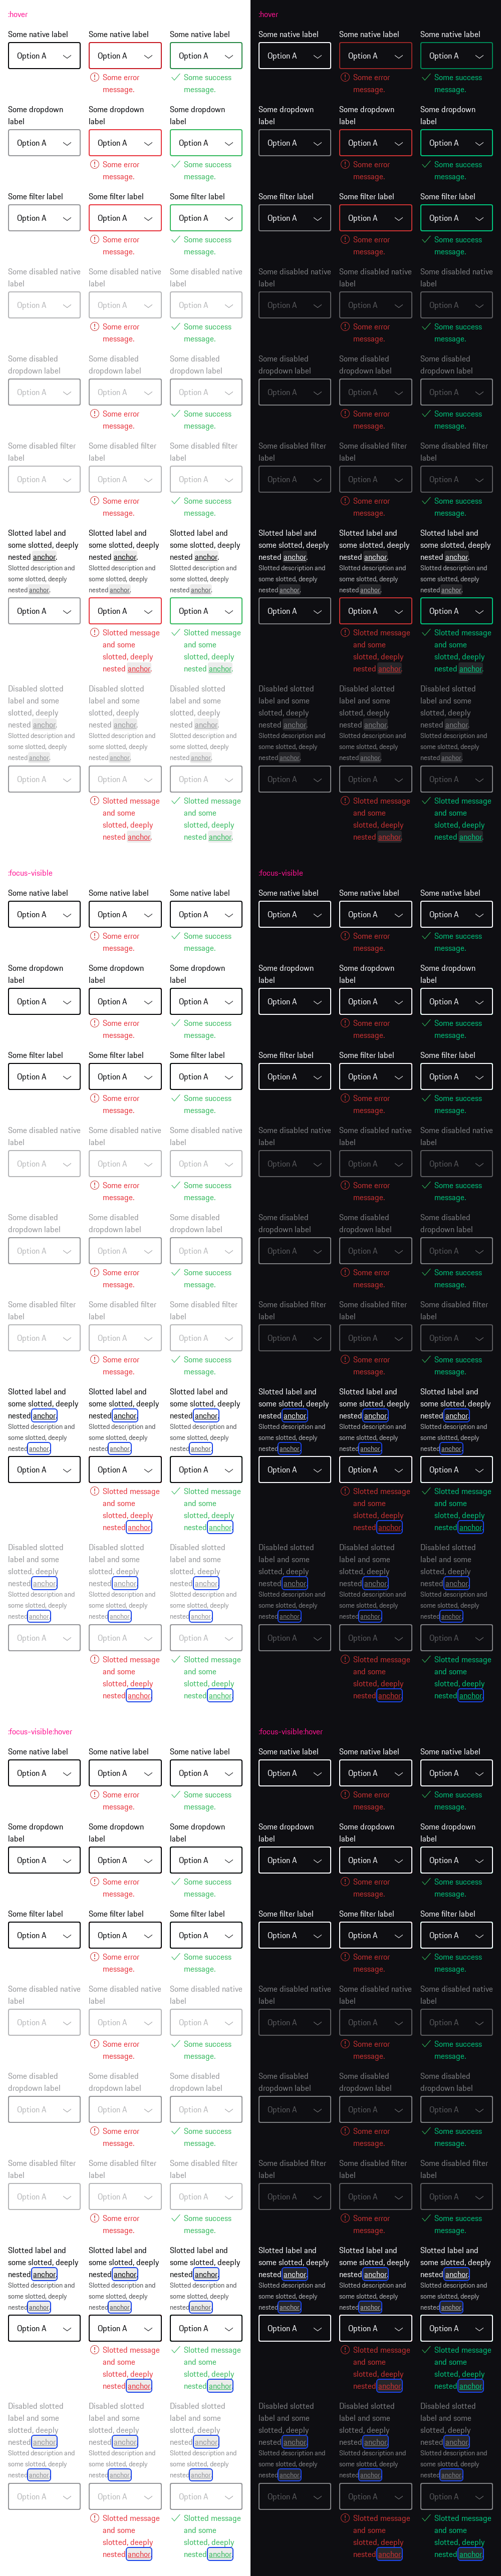 :hover :hover
Some native label Some native label Some native label Some native label Some native label Some native label
Option A Option A Option A Option A Option A Option A
Some error Some success Some error Some success
message. message. message. message.
Some dropdown Some dropdown Some dropdown Some dropdown Some dropdown Some dropdown
label label label label label label
Option A Option A Option A Option A Option A Option A
Some error Some success Some error Some success
message. message. message. message.
Some filter label Some filter label Some filter label Some filter label Some filter label Some filter label
Option A Option A Option A Option A Option A Option A
Some error Some success Some error Some success
message. message. message. message.
Some disabled native Some disabled native Some disabled native Some disabled native Some disabled native Some disabled native
label label label label label label
Option A Option A Option A Option A Option A Option A
Some error Some success Some error Some success
message. message. message. message.
Some disabled Some disabled Some disabled Some disabled Some disabled Some disabled
dropdown label dropdown label dropdown label dropdown label dropdown label dropdown label
Option A Option A Option A Option A Option A Option A
Some error Some success Some error Some success
message. message. message. message.
Some disabled filter Some disabled filter Some disabled filter Some disabled filter Some disabled filter Some disabled filter
label label label label label label
Option A Option A Option A Option A Option A Option A
Some error Some success Some error Some success
message. message. message. message.
Slotted label and Slotted label and Slotted label and Slotted label and Slotted label and Slotted label and
some slotted, deeply some slotted, deeply some slotted, deeply some slotted, deeply some slotted, deeply some slotted, deeply
nested anchor. nested anchor. nested anchor. nested anchor. nested anchor. nested anchor.
Slotted description and Slotted description and Slotted description and Slotted description and Slotted description and Slotted description and
some slotted, deeply some slotted, deeply some slotted, deeply some slotted, deeply some slotted, deeply some slotted, deeply
nested anchor. nested anchor. nested anchor. nested anchor. nested anchor. nested anchor.
Option A Option A Option A Option A Option A Option A
Slotted message Slotted message Slotted message Slotted message
and some and some and some and some
slotted, deeply slotted, deeply slotted, deeply slotted, deeply
nested anchor. nested anchor. nested anchor. nested anchor.
Disabled slotted Disabled slotted Disabled slotted Disabled slotted Disabled slotted Disabled slotted
label and some label and some label and some label and some label and some label and some
slotted, deeply slotted, deeply slotted, deeply slotted, deeply slotted, deeply slotted, deeply
nested anchor. nested anchor. nested anchor. nested anchor. nested anchor. nested anchor.
Slotted description and Slotted description and Slotted description and Slotted description and Slotted description and Slotted description and
some slotted, deeply some slotted, deeply some slotted, deeply some slotted, deeply some slotted, deeply some slotted, deeply
nested anchor. nested anchor. nested anchor. nested anchor. nested anchor. nested anchor.
Option A Option A Option A Option A Option A Option A
Slotted message Slotted message Slotted message Slotted message
and some and some and some and some
slotted, deeply slotted, deeply slotted, deeply slotted, deeply
nested anchor. nested anchor. nested anchor. nested anchor.
:focus-visible :focus-visible
Some native label Some native label Some native label Some native label Some native label Some native label
Option A Option A Option A Option A Option A Option A
Some error Some success Some error Some success
message. message. message. message.
Some dropdown Some dropdown Some dropdown Some dropdown Some dropdown Some dropdown
label label label label label label
Option A Option A Option A Option A Option A Option A
Some error Some success Some error Some success
message. message. message. message.
Some filter label Some filter label Some filter label Some filter label Some filter label Some filter label
Option A Option A Option A Option A Option A Option A
Some error Some success Some error Some success
message. message. message. message.
Some disabled native Some disabled native Some disabled native Some disabled native Some disabled native Some disabled native
label label label label label label
Option A Option A Option A Option A Option A Option A
Some error Some success Some error Some success
message. message. message. message.
Some disabled Some disabled Some disabled Some disabled Some disabled Some disabled
dropdown label dropdown label dropdown label dropdown label dropdown label dropdown label
Option A Option A Option A Option A Option A Option A
Some error Some success Some error Some success
message. message. message. message.
Some disabled filter Some disabled filter Some disabled filter Some disabled filter Some disabled filter Some disabled filter
label label label label label label
Option A Option A Option A Option A Option A Option A
Some error Some success Some error Some success
message. message. message. message.
Slotted label and Slotted label and Slotted label and Slotted label and Slotted label and Slotted label and
some slotted, deeply some slotted, deeply some slotted, deeply some slotted, deeply some slotted, deeply some slotted, deeply
nested anchor. nested anchor. nested anchor. nested anchor. nested anchor. nested anchor.
Slotted description and Slotted description and Slotted description and Slotted description and Slotted description and Slotted description and
some slotted, deeply some slotted, deeply some slotted, deeply some slotted, deeply some slotted, deeply some slotted, deeply
nested anchor. nested anchor. nested anchor. nested anchor. nested anchor. nested anchor.
Option A Option A Option A Option A Option A Option A
Slotted message Slotted message Slotted message Slotted message
and some and some and some and some
slotted, deeply slotted, deeply slotted, deeply slotted, deeply
nested anchor. nested anchor. nested anchor. nested anchor.
Disabled slotted Disabled slotted Disabled slotted Disabled slotted Disabled slotted Disabled slotted
label and some label and some label and some label and some label and some label and some
slotted, deeply slotted, deeply slotted, deeply slotted, deeply slotted, deeply slotted, deeply
nested anchor. nested anchor. nested anchor. nested anchor. nested anchor. nested anchor.
Slotted description and Slotted description and Slotted description and Slotted description and Slotted description and Slotted description and
some slotted, deeply some slotted, deeply some slotted, deeply some slotted, deeply some slotted, deeply some slotted, deeply
nested anchor. nested anchor. nested anchor. nested anchor. nested anchor. nested anchor.
Option A Option A Option A Option A Option A Option A
Slotted message Slotted message Slotted message Slotted message
and some and some and some and some
slotted, deeply slotted, deeply slotted, deeply slotted, deeply
nested anchor. nested anchor. nested anchor. nested anchor.
:focus-visible:hover :focus-visible:hover
Some native label Some native label Some native label Some native label Some native label Some native label
Option A Option A Option A Option A Option A Option A
Some error Some success Some error Some success
message. message. message. message.
Some dropdown Some dropdown Some dropdown Some dropdown Some dropdown Some dropdown
label label label label label label
Option A Option A Option A Option A Option A Option A
Some error Some success Some error Some success
message. message. message. message.
Some filter label Some filter label Some filter label Some filter label Some filter label Some filter label
Option A Option A Option A Option A Option A Option A
Some error Some success Some error Some success
message. message. message. message.
Some disabled native Some disabled native Some disabled native Some disabled native Some disabled native Some disabled native
label label label label label label
Option A Option A Option A Option A Option A Option A
Some error Some success Some error Some success
message. message. message. message.
Some disabled Some disabled Some disabled Some disabled Some disabled Some disabled
dropdown label dropdown label dropdown label dropdown label dropdown label dropdown label
Option A Option A Option A Option A Option A Option A
Some error Some success Some error Some success
message. message. message. message.
Some disabled filter Some disabled filter Some disabled filter Some disabled filter Some disabled filter Some disabled filter
label label label label label label
Option A Option A Option A Option A Option A Option A
Some error Some success Some error Some success
message. message. message. message.
Slotted label and Slotted label and Slotted label and Slotted label and Slotted label and Slotted label and
some slotted, deeply some slotted, deeply some slotted, deeply some slotted, deeply some slotted, deeply some slotted, deeply
nested anchor. nested anchor. nested anchor. nested anchor. nested anchor. nested anchor.
Slotted description and Slotted description and Slotted description and Slotted description and Slotted description and Slotted description and
some slotted, deeply some slotted, deeply some slotted, deeply some slotted, deeply some slotted, deeply some slotted, deeply
nested anchor. nested anchor. nested anchor. nested anchor. nested anchor. nested anchor.
Option A Option A Option A Option A Option A Option A
Slotted message Slotted message Slotted message Slotted message
and some and some and some and some
slotted, deeply slotted, deeply slotted, deeply slotted, deeply
nested anchor. nested anchor. nested anchor. nested anchor.
Disabled slotted Disabled slotted Disabled slotted Disabled slotted Disabled slotted Disabled slotted
label and some label and some label and some label and some label and some label and some
slotted, deeply slotted, deeply slotted, deeply slotted, deeply slotted, deeply slotted, deeply
nested anchor. nested anchor. nested anchor. nested anchor. nested anchor. nested anchor.
Slotted description and Slotted description and Slotted description and Slotted description and Slotted description and Slotted description and
some slotted, deeply some slotted, deeply some slotted, deeply some slotted, deeply some slotted, deeply some slotted, deeply
nested anchor. nested anchor. nested anchor. nested anchor. nested anchor. nested anchor.
Option A Option A Option A Option A Option A Option A
Slotted message Slotted message Slotted message Slotted message
and some and some and some and some
slotted, deeply slotted, deeply slotted, deeply slotted, deeply
nested anchor. nested anchor. nested anchor. nested anchor.